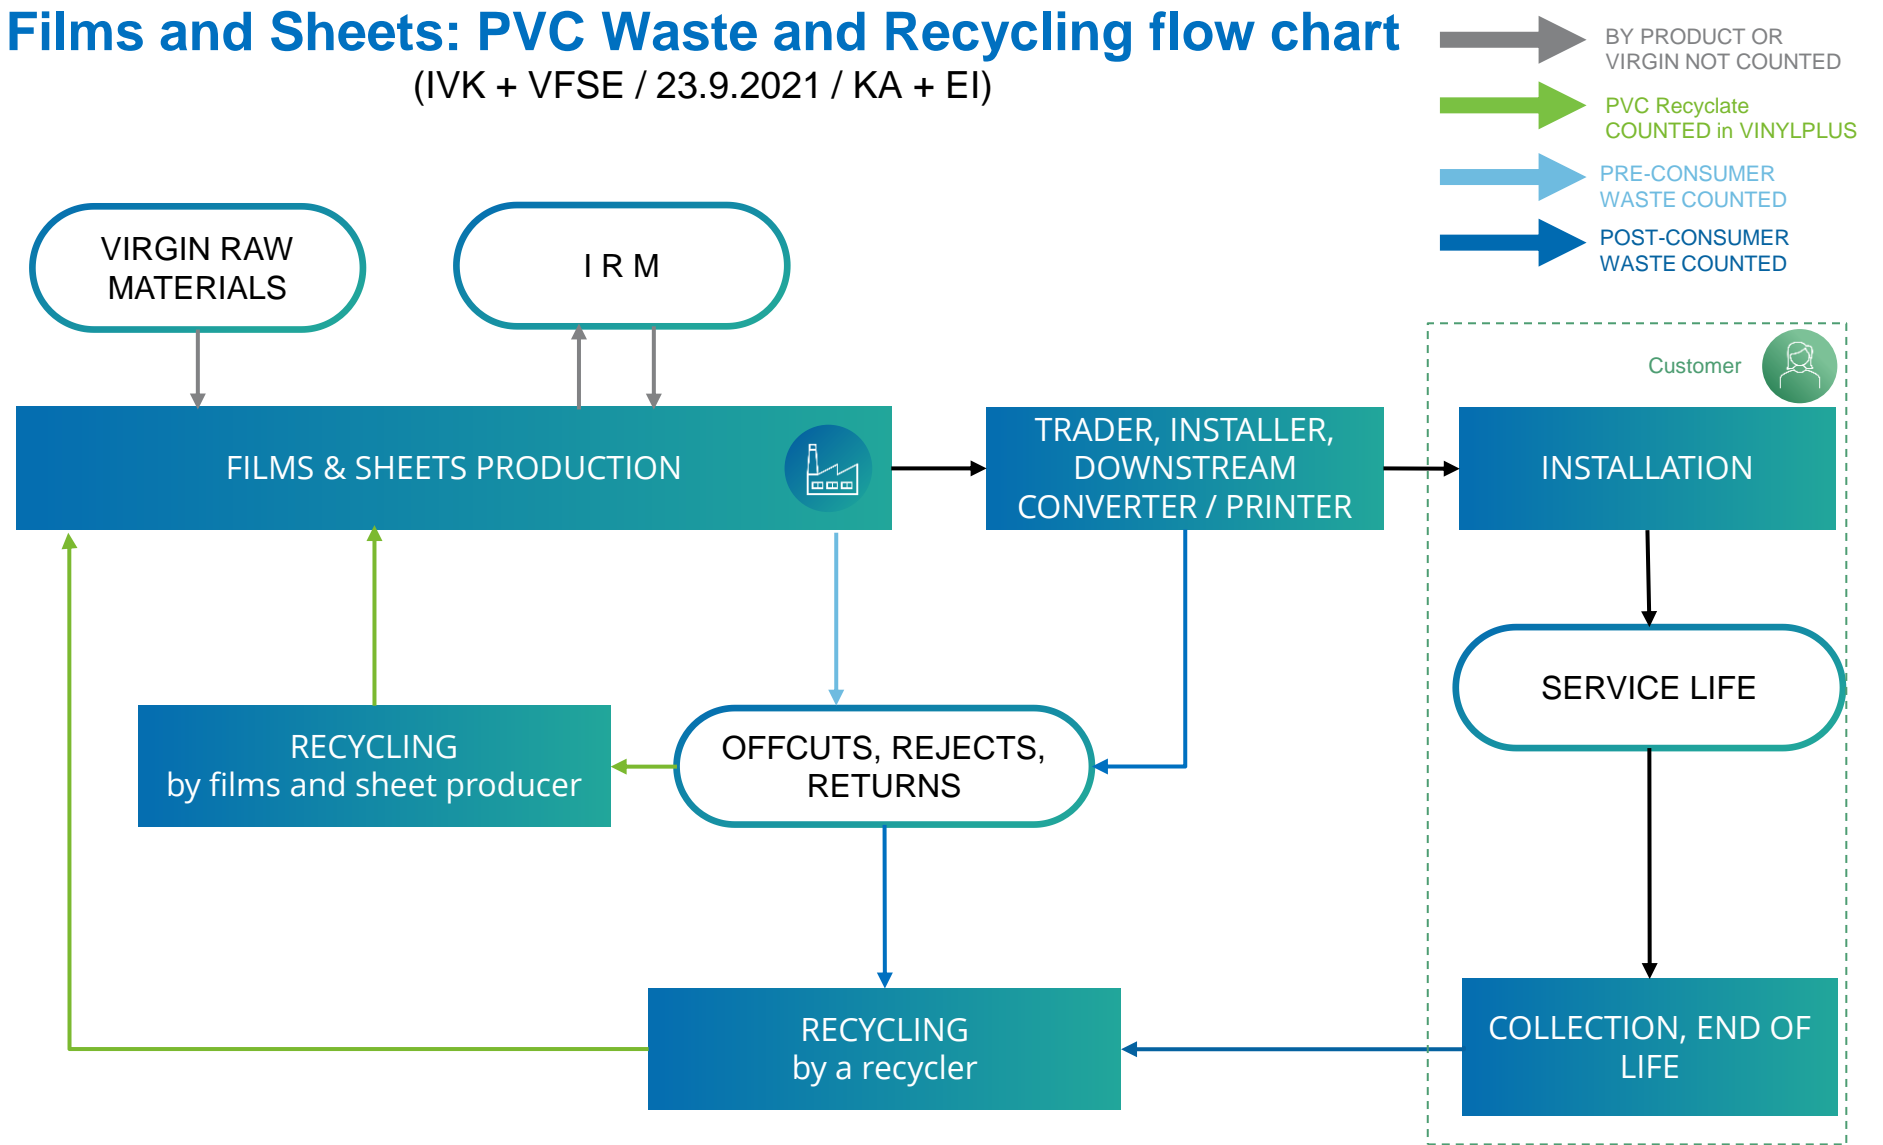 Films and Sheets: PVC Waste and Recycling flow chart
(IVK + VFSE / 23.9.2021 / KA + EI)
BY PRODUCT OR
VIRGIN NOT COUNTED
PVC Recyclate
COUNTED in VINYLPLUS
PRE-CONSUMER
WASTE COUNTED
POST-CONSUMER
WASTE COUNTED
VIRGIN RAW
MATERIALS
I R M
Customer
FILMS & SHEETS PRODUCTION
TRADER, INSTALLER,
DOWNSTREAM
CONVERTER / PRINTER
INSTALLATION
SERVICE LIFE
RECYCLING
by films and sheet producer
OFFCUTS, REJECTS,
RETURNS
RECYCLING
by a recycler
COLLECTION, END OF
LIFE